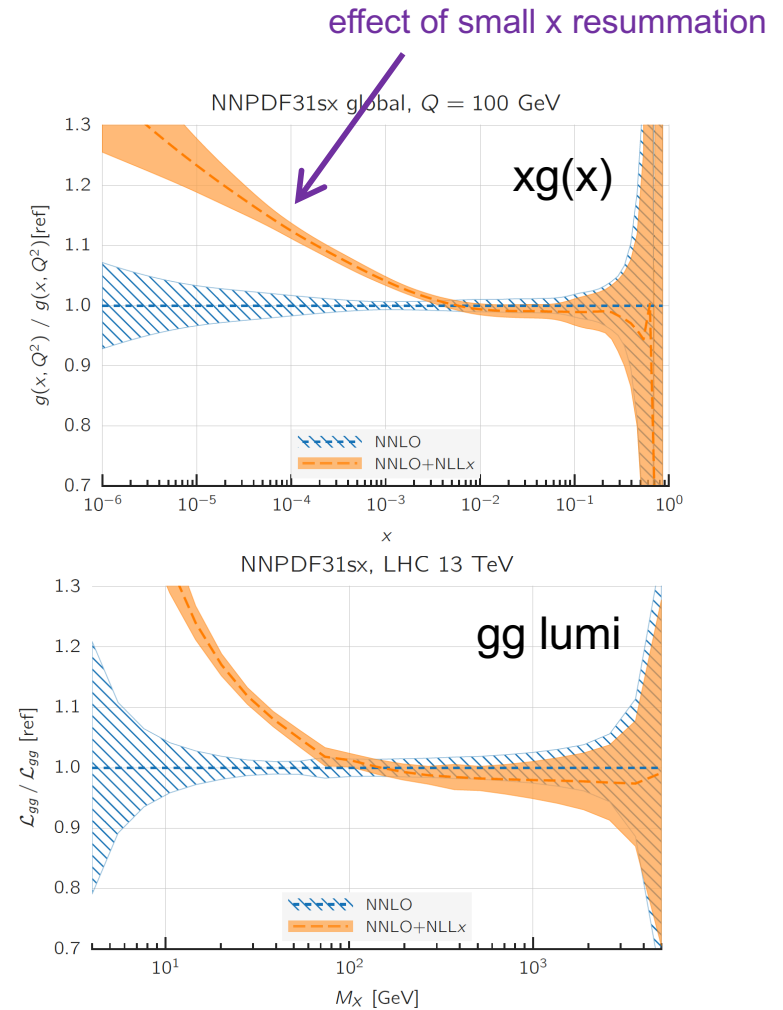 effect of small x resummation
NNPDF31sx global, Q = 100 GeV
xg(x)
g(x, Q²) / g(x, Q²)[ref]
1.3
1.2
1.1
1.0
0.9
0.8
0.7
NNLO
NNLO+NLLx
10⁻⁶ 10⁻⁵ 10⁻⁴ 10⁻³ 10⁻² 10⁻¹ 10⁰
x
NNPDF31sx, LHC 13 TeV
gg lumi
ℒgg / ℒgg [ref]
1.3
1.2
1.1
1.0
0.9
0.8
0.7
NNLO
NNLO+NLLx
10¹ 10² 10³
M_X [GeV]